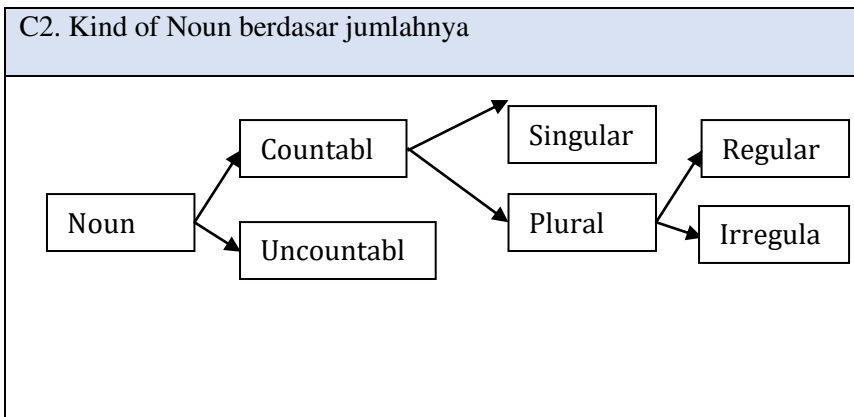 C2. Kind of Noun berdasar jumlahnya
Noun
Countabl
Uncountabl
Singular
Plural
Regular
Irregula